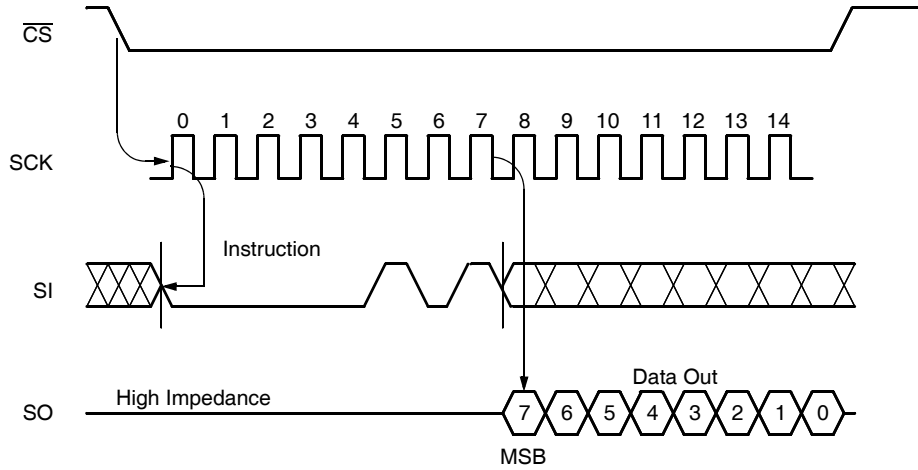 CS
0 1 2 3 4 5 6 7 8 9 10 11 12 13 14
SCK
Instruction
SI
High Impedance
Data Out
SO
7 6 5 4 3 2 1 0
MSB